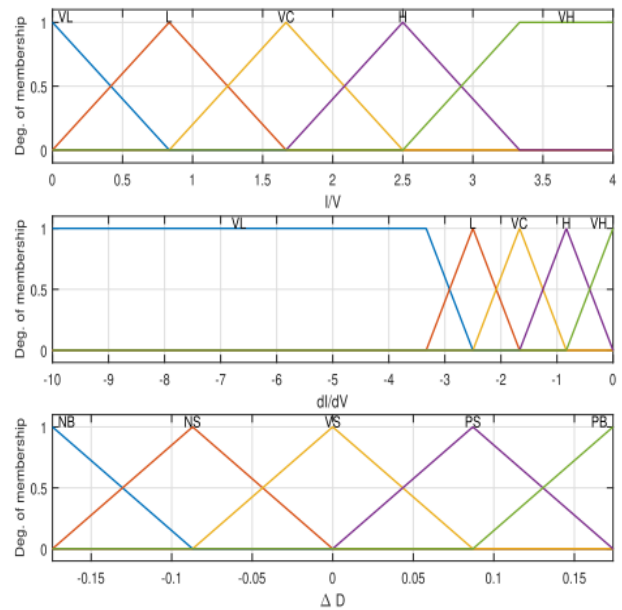 VL L VC H VH
Deg. of membership
1
0.5
0
0 0.5 1 1.5 2 2.5 3 3.5 4
I/V
VL L VC H VH
Deg. of membership
1
0.5
0
-10 -9 -8 -7 -6 -5 -4 -3 -2 -1 0
dI/dV
NB NS VS PS PB
Deg. of membership
1
0.5
0
-0.15 -0.1 -0.05 0 0.05 0.1 0.15
Δ D